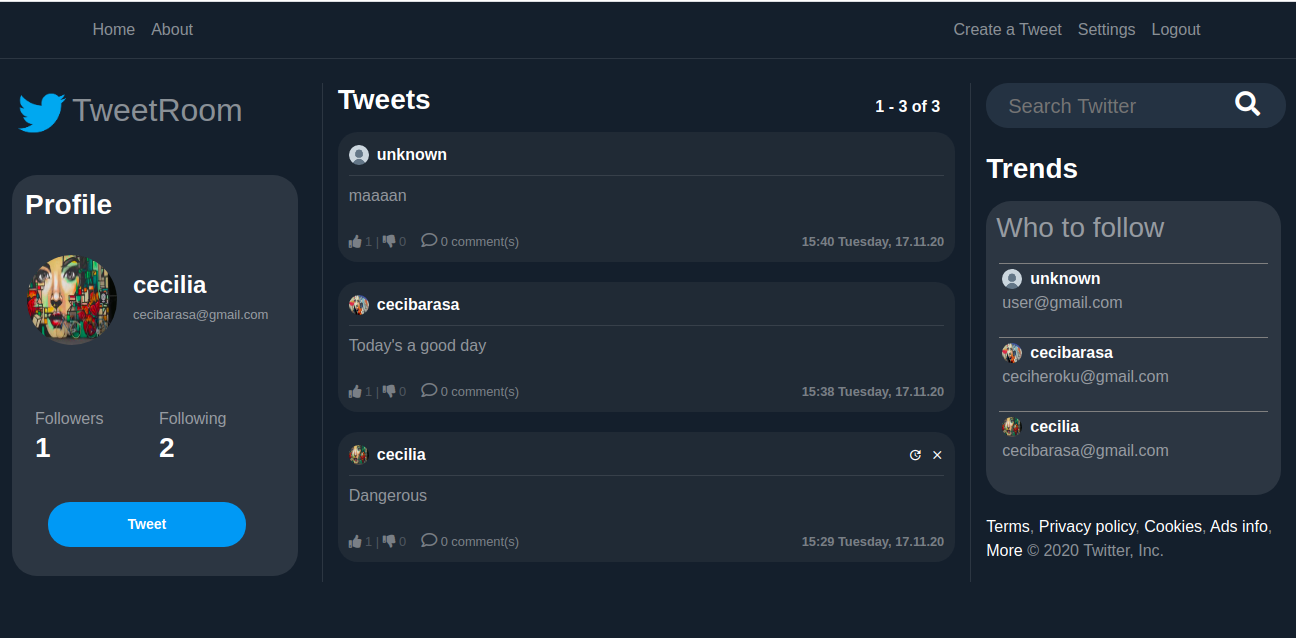 Home About
Create a Tweet Settings Logout
TweetRoom
Profile
cecilia
cecibarasa@gmail.com
Followers Following
1 2
Tweet
Tweets
1 - 3 of 3
unknown
maaaan
1 | 0 0 comment(s) 15:40 Tuesday, 17.11.20
cecibarasa
Today's a good day
1 | 0 0 comment(s) 15:38 Tuesday, 17.11.20
cecilia
Dangerous
1 | 0 0 comment(s) 15:29 Tuesday, 17.11.20
Search Twitter
Trends
Who to follow
unknown
user@gmail.com
cecibarasa
ceciheroku@gmail.com
cecilia
cecibarasa@gmail.com
Terms, Privacy policy, Cookies, Ads info,
More © 2020 Twitter, Inc.